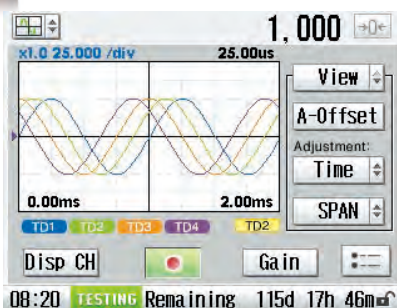 1,000 →0←
x1.0 25.000 /div 25.00us
View
A-Offset
Adjustment:
Time
SPAN
0.00ms 2.00ms
TD1 TD2 TD3 TD4 TD2
Disp CH Gain
08:20 TESTING Remaining 115d 17h 46m